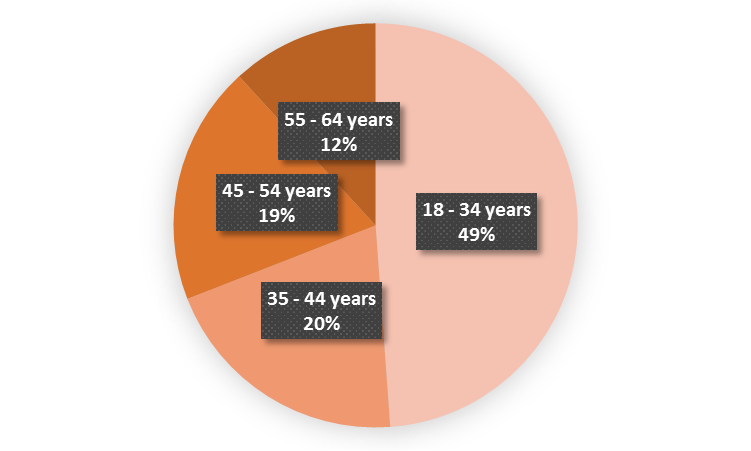 55 - 64 years
12%
45 - 54 years
19%
18 - 34 years
49%
35 - 44 years
20%